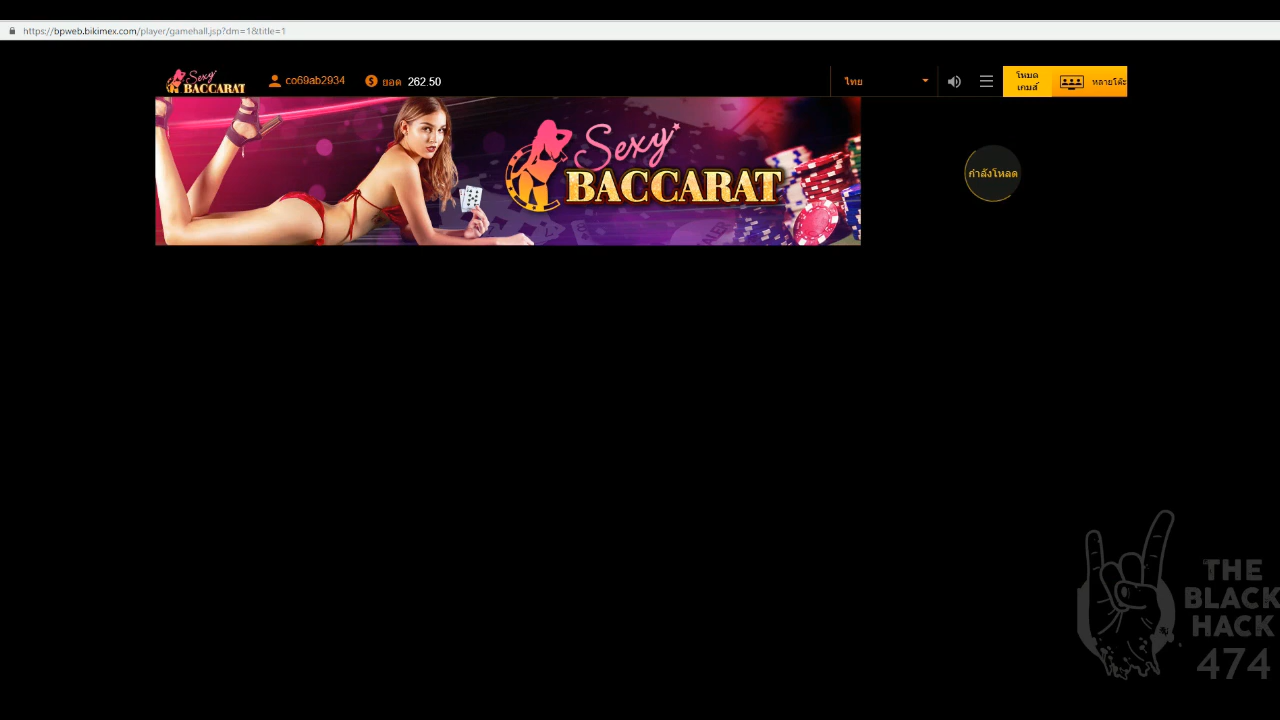 https://bpweb.bikimex.com/player/gamehall.jsp?dm=1&title=1
Sexy
BACCARAT
co69ab2934
ยอด 262.50
ไทย
โหมด
เกมส์
หลายโต๊ะ
Sexy
BACCARAT
กำลังโหลด
THE
BLACK
HACK
474